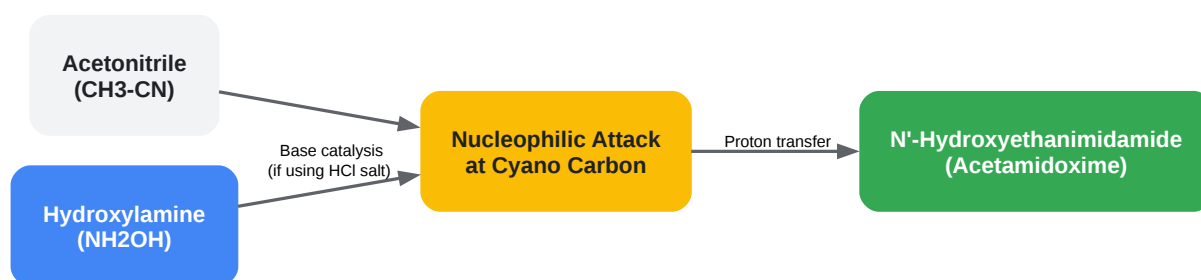 Acetonitrile
(CH3-CN)
Base catalysis
(if using HCl salt)
Hydroxylamine
(NH2OH)
Nucleophilic Attack
at Cyano Carbon
Proton transfer
N'-Hydroxyethanimidamide
(Acetamidoxime)